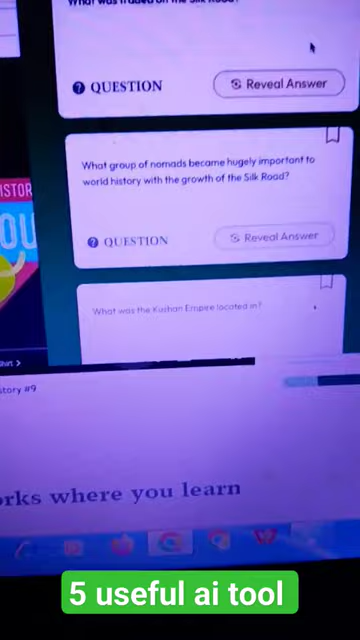 What was traded on the Silk Road?
QUESTION
Reveal Answer
What group of nomads became hugely important to
world history with the growth of the Silk Road?
QUESTION
Reveal Answer
ISTOR
OU
What was the Kushan Empire located in?
Shirt >
story #9
orks where you learn
5 useful ai tool